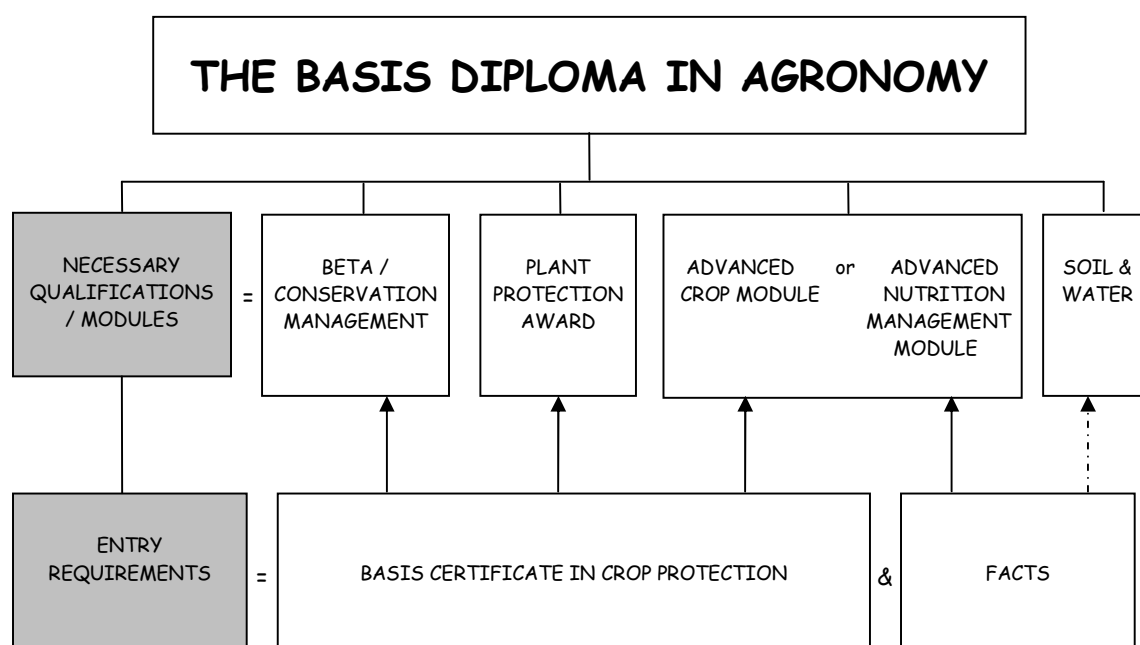 THE BASIS DIPLOMA IN AGRONOMY
NECESSARY
QUALIFICATIONS
/ MODULES
=
BETA /
CONSERVATION
MANAGEMENT
PLANT
PROTECTION
AWARD
ADVANCED
CROP MODULE
or
ADVANCED
NUTRITION
MANAGEMENT
MODULE
SOIL &
WATER
ENTRY
REQUIREMENTS
=
BASIS CERTIFICATE IN CROP PROTECTION
&
FACTS